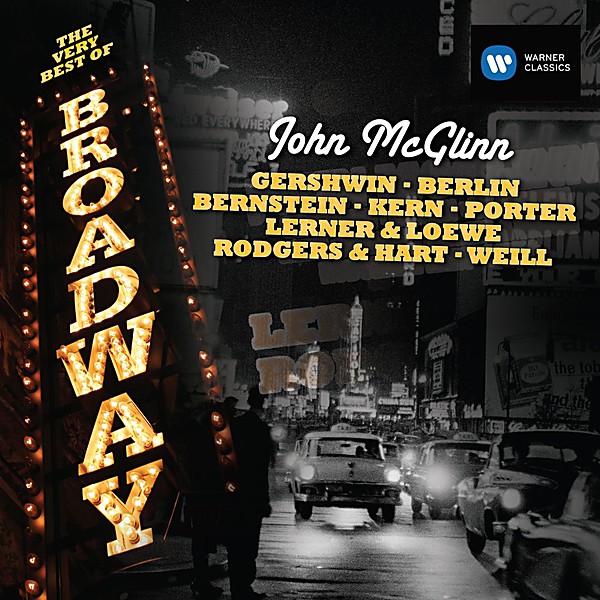 THE
VERY
BEST OF
BROADWAY
WARNER
CLASSICS
John McGlinn
GERSHWIN - BERLIN
BERNSTEIN - KERN - PORTER
LERNER & LOEWE
RODGERS & HART - WEILL